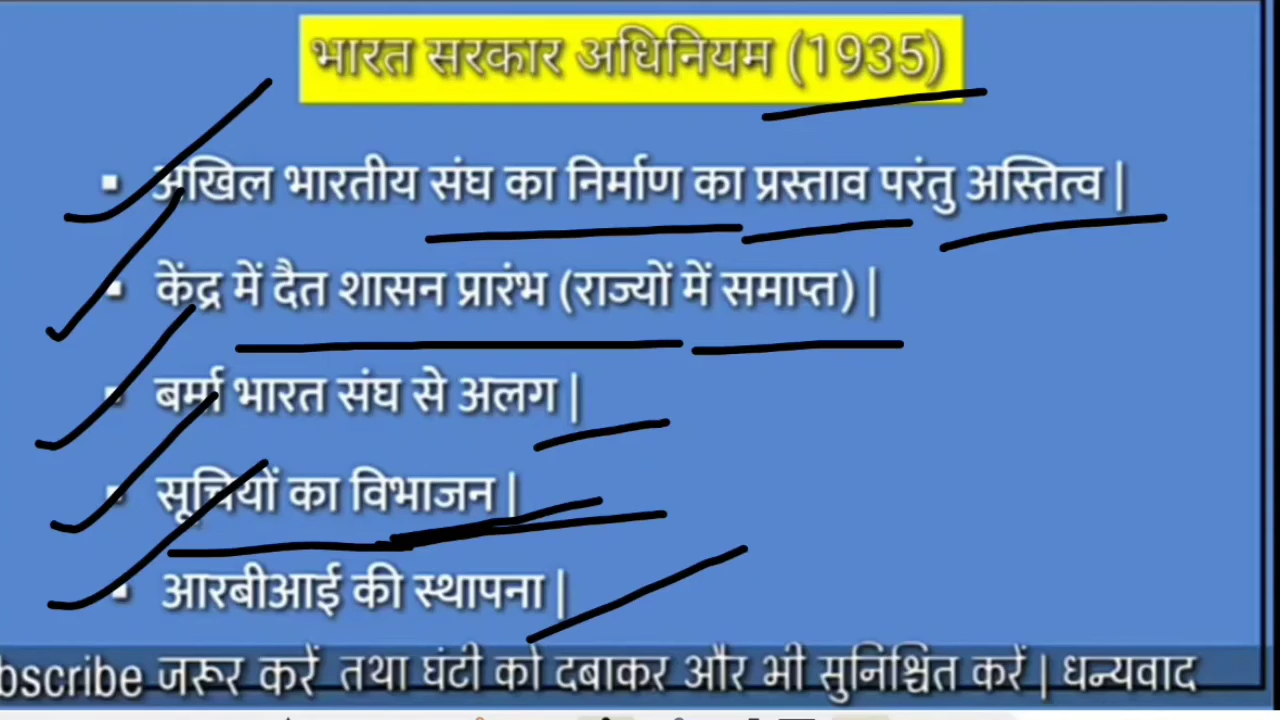 भारत सरकार अधिनियम (1935)
▪ अखिल भारतीय संघ का निर्माण का प्रस्ताव परंतु अस्तित्व |
▪ केंद्र में दैत शासन प्रारंभ (राज्यों में समाप्त) |
▪ बर्मा भारत संघ से अलग |
▪ सूचियों का विभाजन |
▪ आरबीआई की स्थापना |
bscribe जरूर करें तथा घंटी को दबाकर और भी सुनिश्चित करें | धन्यवाद